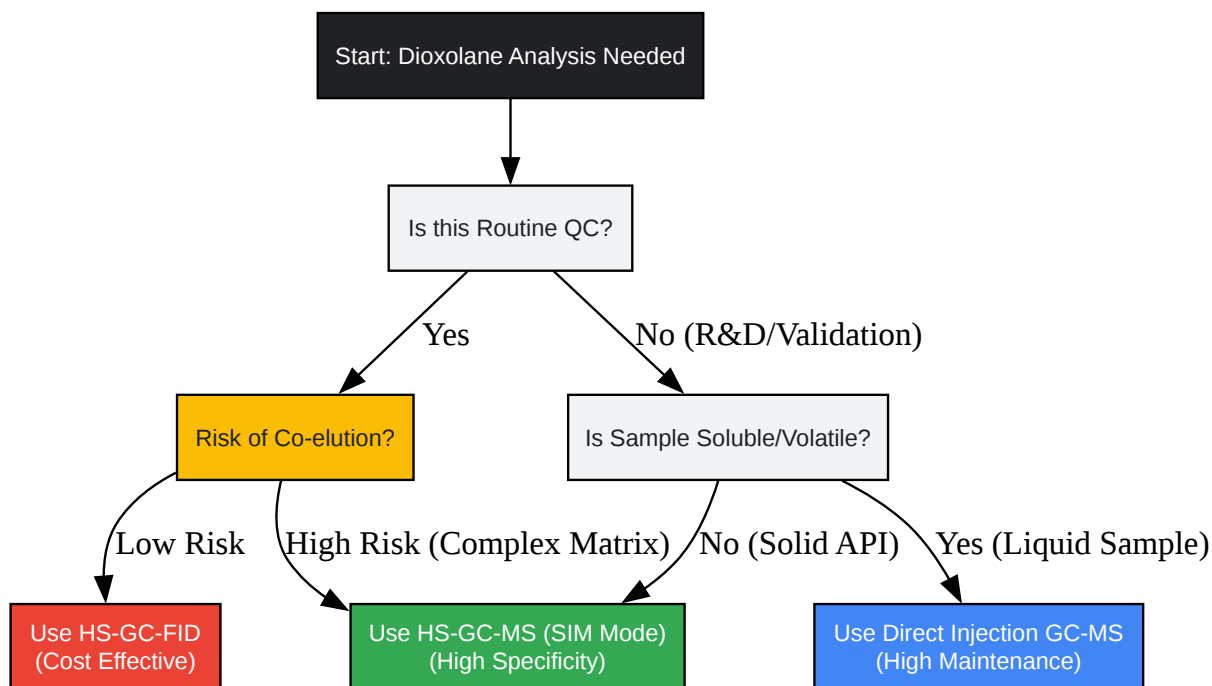 Start: Dioxolane Analysis Needed
Is this Routine QC?
Yes
No (R&D/Validation)
Risk of Co-elution?
Is Sample Soluble/Volatile?
Low Risk
High Risk (Complex Matrix)
No (Solid API)
Yes (Liquid Sample)
Use HS-GC-FID
(Cost Effective)
Use HS-GC-MS (SIM Mode)
(High Specificity)
Use Direct Injection GC-MS
(High Maintenance)